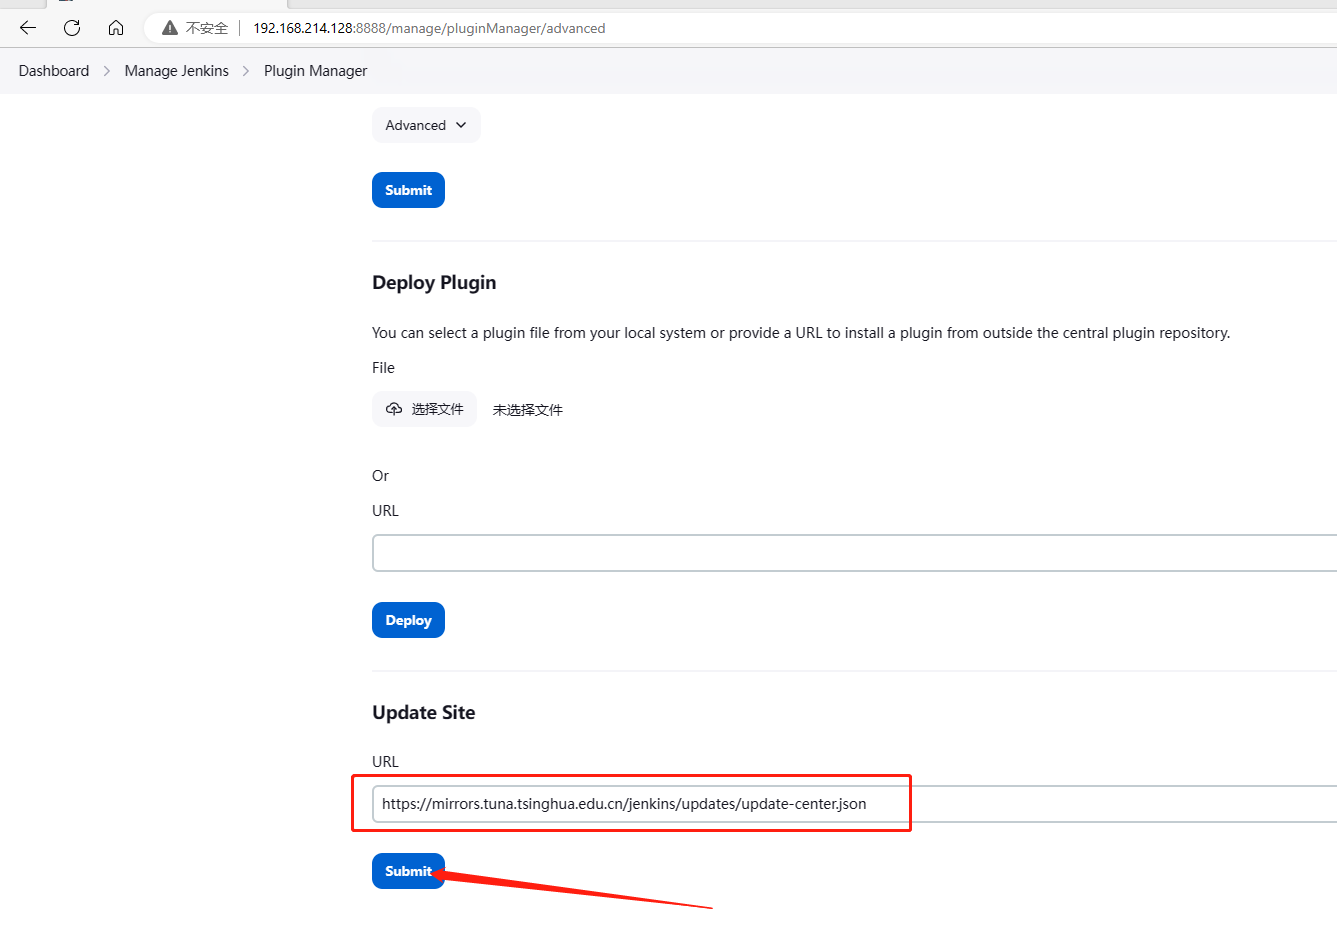 不安全 192.168.214.128:8888/manage/pluginManager/advanced
Dashboard Manage Jenkins Plugin Manager
Advanced
Submit
Deploy Plugin
You can select a plugin file from your local system or provide a URL to install a plugin from outside the central plugin repository.
File
选择文件 未选择文件
Or
URL
Deploy
Update Site
URL
https://mirrors.tuna.tsinghua.edu.cn/jenkins/updates/update-center.json
Submit